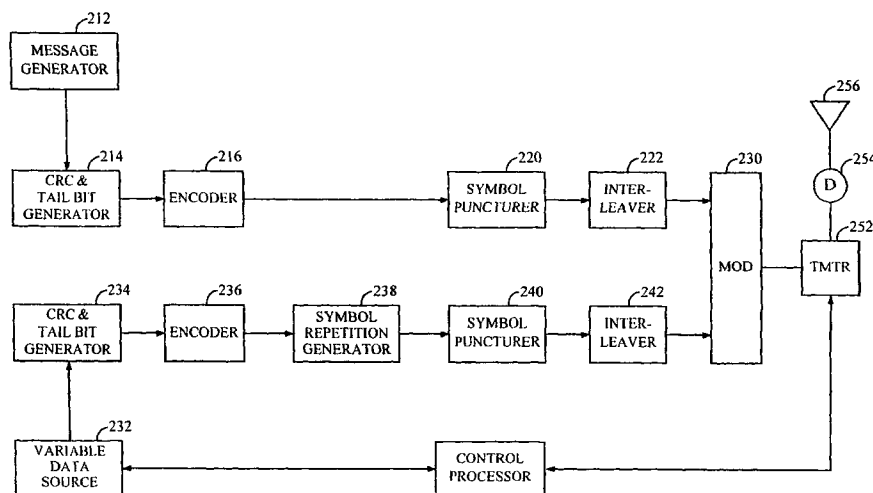 212
MESSAGE
GENERATOR
214
CRC &
TAIL BIT
GENERATOR
216
ENCODER
220
SYMBOL
PUNCTURER
222
INTER-
LEAVER
230
MOD
256
254
D
252
TMTR
234
CRC &
TAIL BIT
GENERATOR
236
ENCODER
238
SYMBOL
REPETITION
GENERATOR
240
SYMBOL
PUNCTURER
242
INTER-
LEAVER
232
VARIABLE
DATA
SOURCE
CONTROL
PROCESSOR